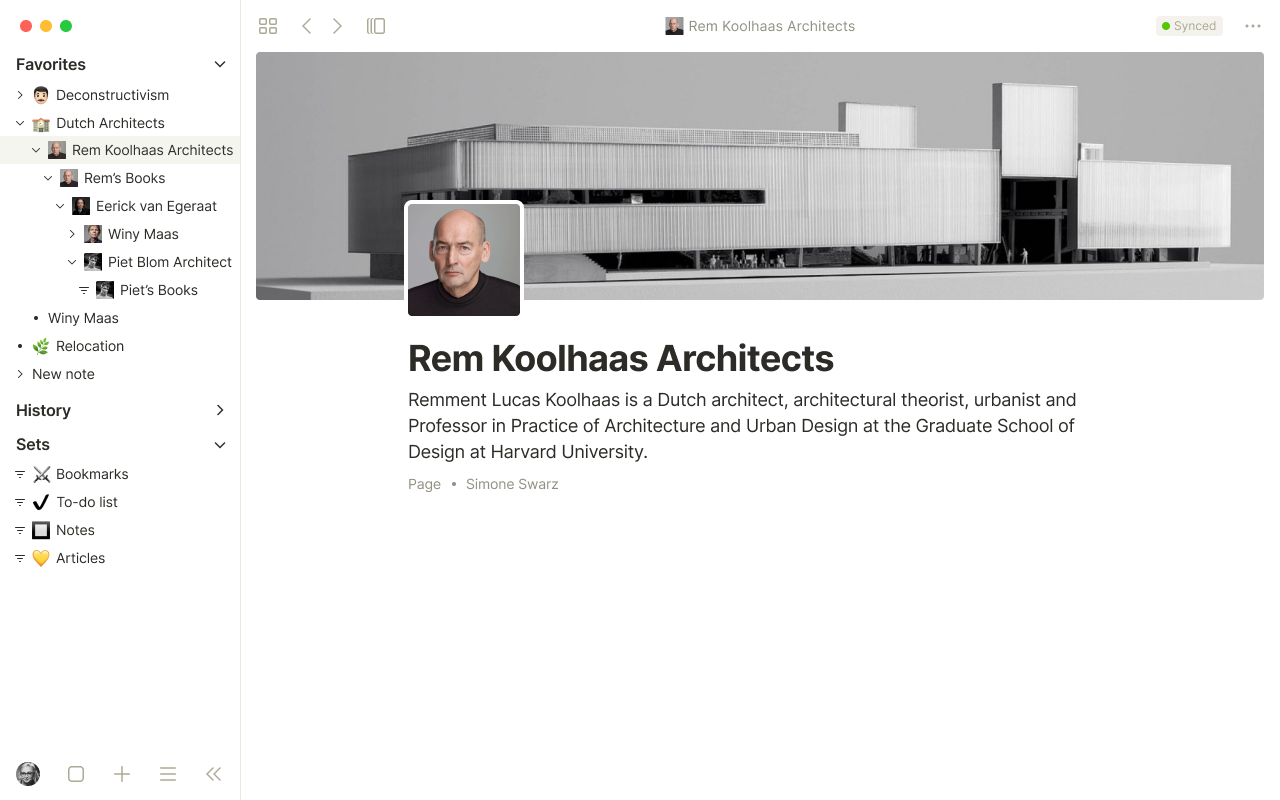 Rem Koolhaas Architects
Synced
Favorites
Deconstructivism
Dutch Architects
Rem Koolhaas Architects
Rem’s Books
Eerick van Egeraat
Winy Maas
Piet Blom Architect
Piet’s Books
Winy Maas
Relocation
New note
History
Sets
Bookmarks
To-do list
Notes
Articles
Rem Koolhaas Architects
Remment Lucas Koolhaas is a Dutch architect, architectural theorist, urbanist and
Professor in Practice of Architecture and Urban Design at the Graduate School of
Design at Harvard University.
Page • Simone Swarz